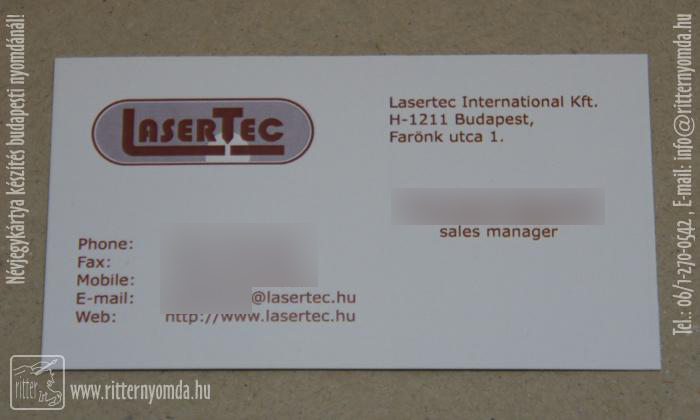 Névjegykártya készítés budapesti nyomdánál!
LASERTEC
Lasertec International Kft.
H-1211 Budapest,
Farönk utca 1.
sales manager
Phone:
Fax:
Mobile:
E-mail: @lasertec.hu
Web: http://www.lasertec.hu
Tel.: 06/1-270-0542 E-mail: info@ritternyomda.hu
ritter
www.ritternyomda.hu